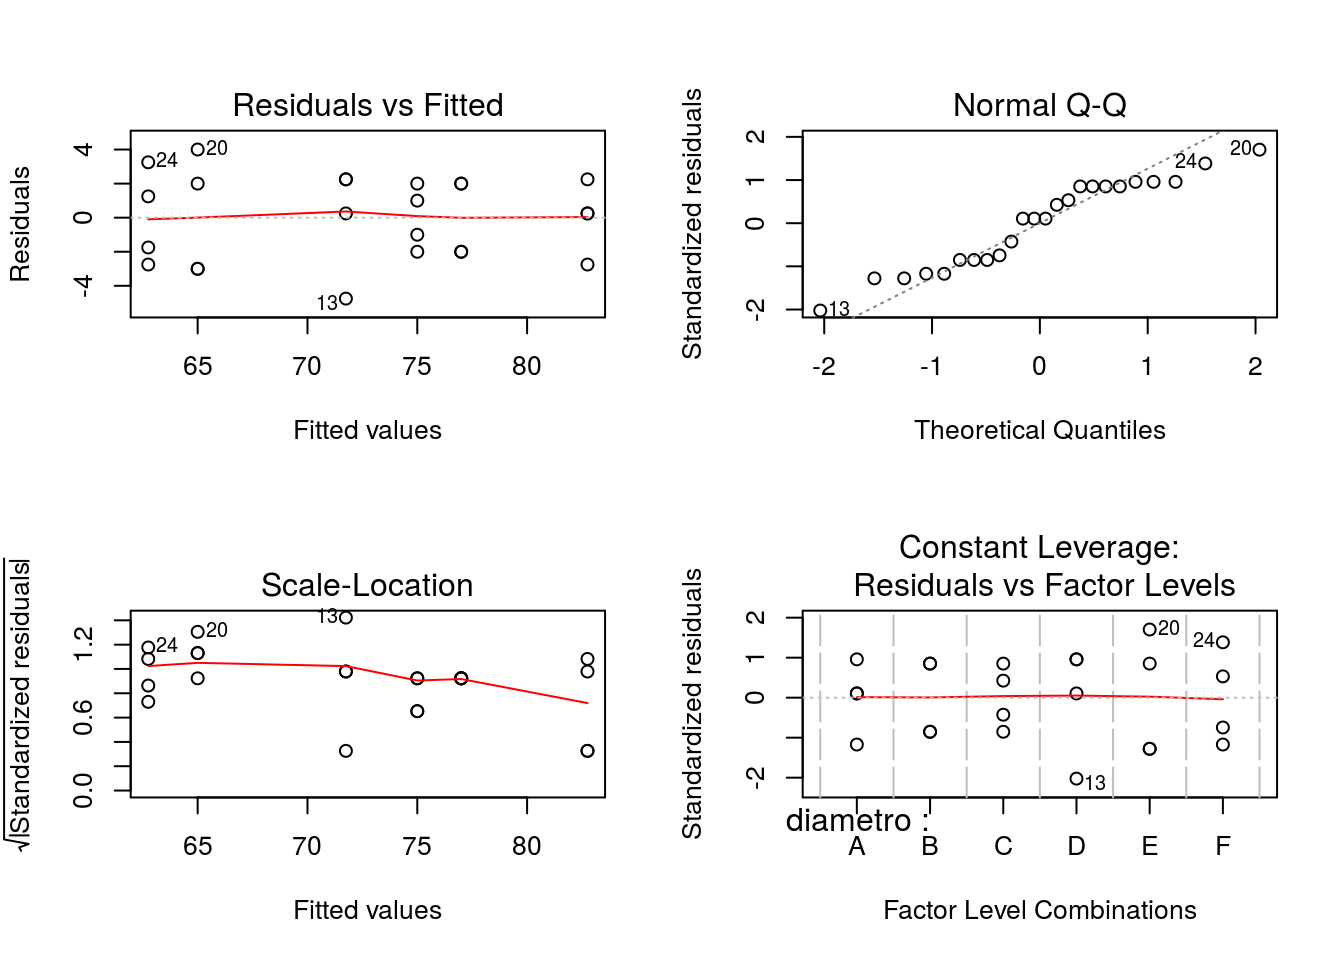 Residuals vs Fitted
Residuals
4
0
-4
24
20
13
65 70 75 80
Fitted values
Normal Q-Q
Standardized residuals
2
1
0
-2
24
20
13
-2 -1 0 1 2
Theoretical Quantiles
Scale-Location
√|Standardized residuals|
1.2
0.6
0.0
13
20
24
65 70 75 80
Fitted values
Constant Leverage:
Residuals vs Factor Levels
Standardized residuals
2
1
0
-2
20
24
13
diametro :
A B C D E F
Factor Level Combinations